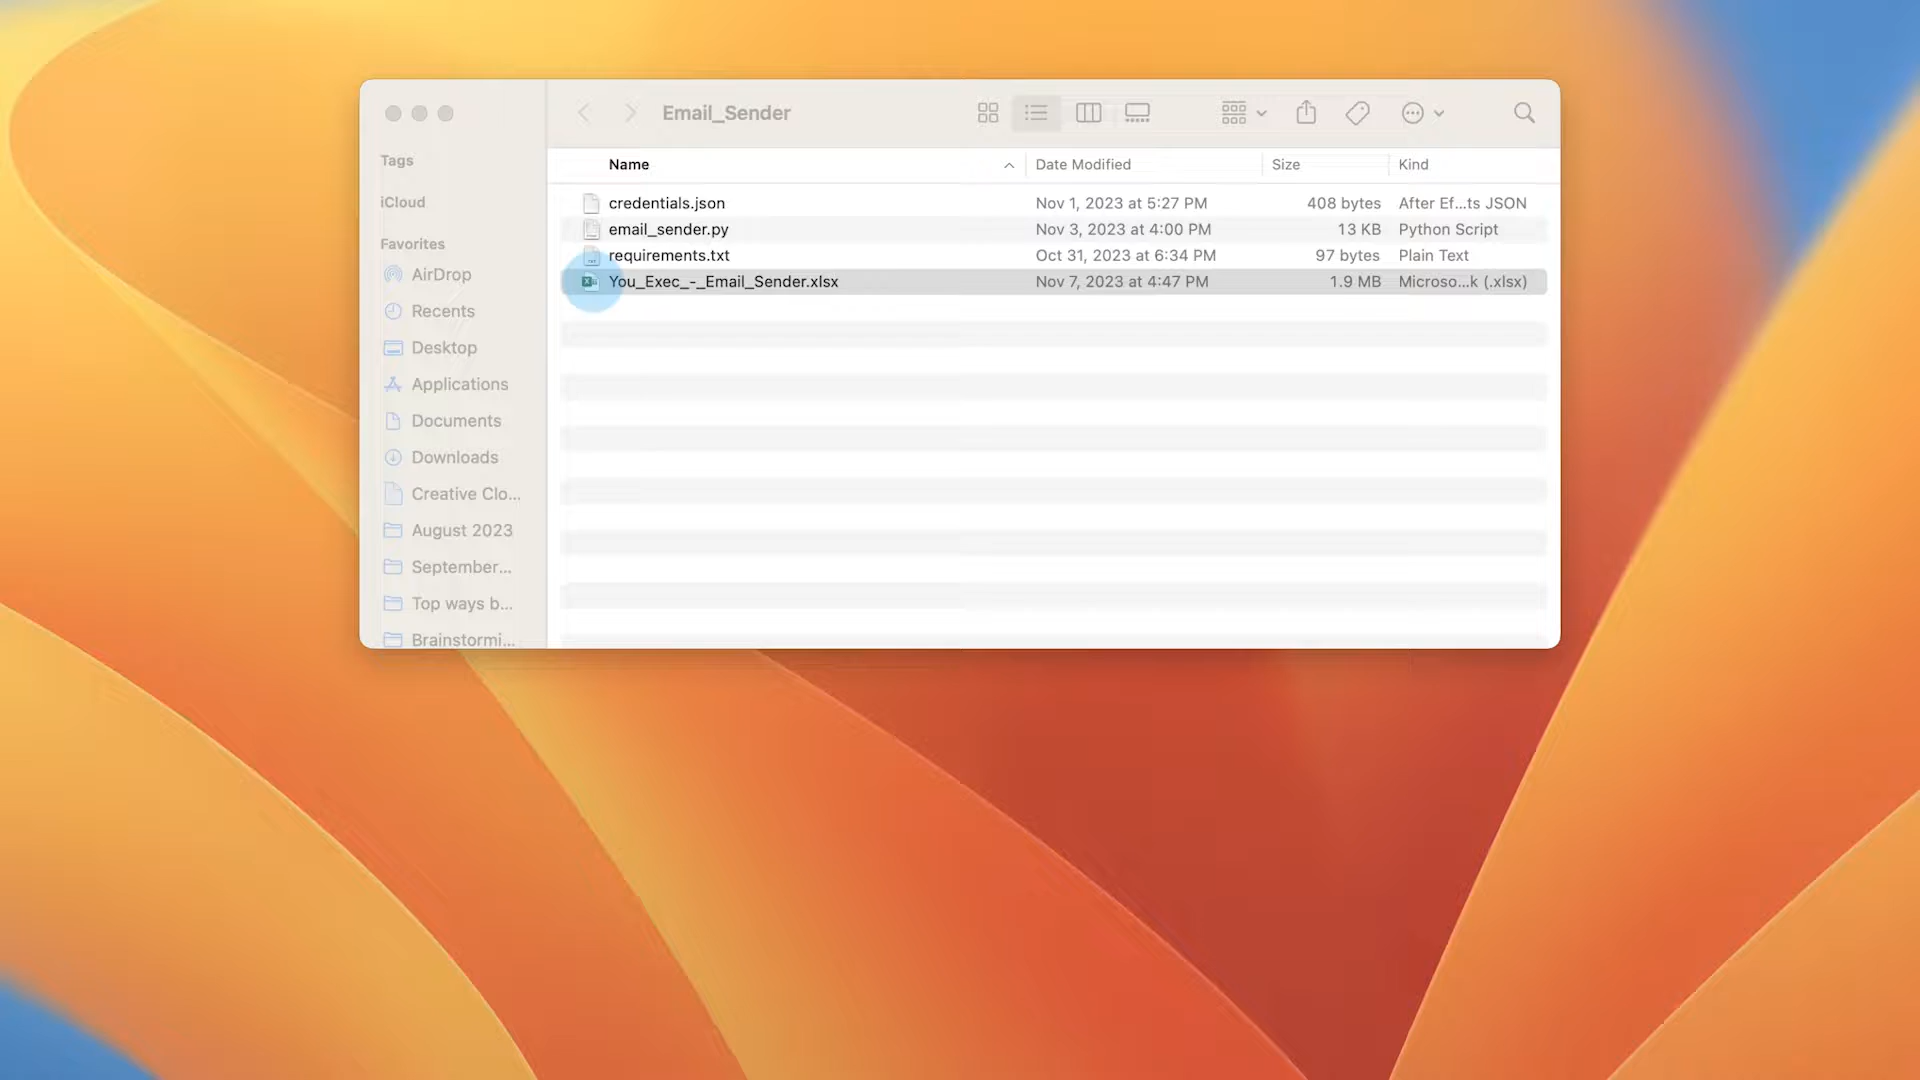 Email_Sender
Tags
iCloud
Favorites
AirDrop
Recents
Desktop
Applications
Documents
Downloads
Creative Clo...
August 2023
September...
Top ways b...
Brainstormi...
Name Date Modified Size Kind
credentials.json Nov 1, 2023 at 5:27 PM 408 bytes After Ef...ts JSON
email_sender.py Nov 3, 2023 at 4:00 PM 13 KB Python Script
requirements.txt Oct 31, 2023 at 6:34 PM 97 bytes Plain Text
You_Exec_-_Email_Sender.xlsx Nov 7, 2023 at 4:47 PM 1.9 MB Microso...k (.xlsx)